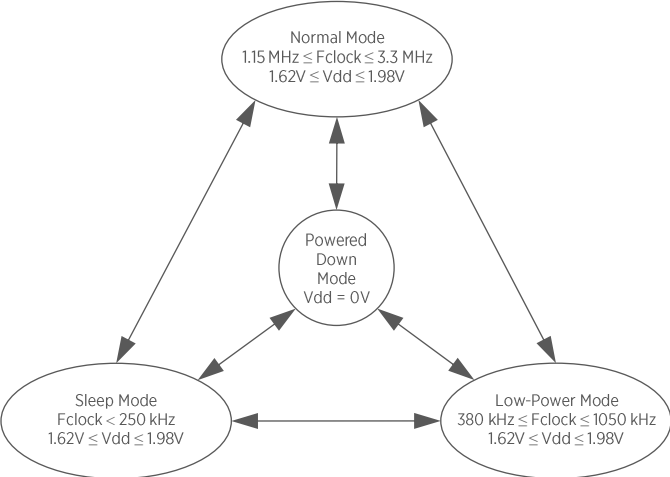 Normal Mode
1.15 MHz ≤ Fclock ≤ 3.3 MHz
1.62V ≤ Vdd ≤ 1.98V
Powered
Down
Mode
Vdd = 0V
Sleep Mode
Fclock < 250 kHz
1.62V ≤ Vdd ≤ 1.98V
Low-Power Mode
380 kHz ≤ Fclock ≤ 1050 kHz
1.62V ≤ Vdd ≤ 1.98V